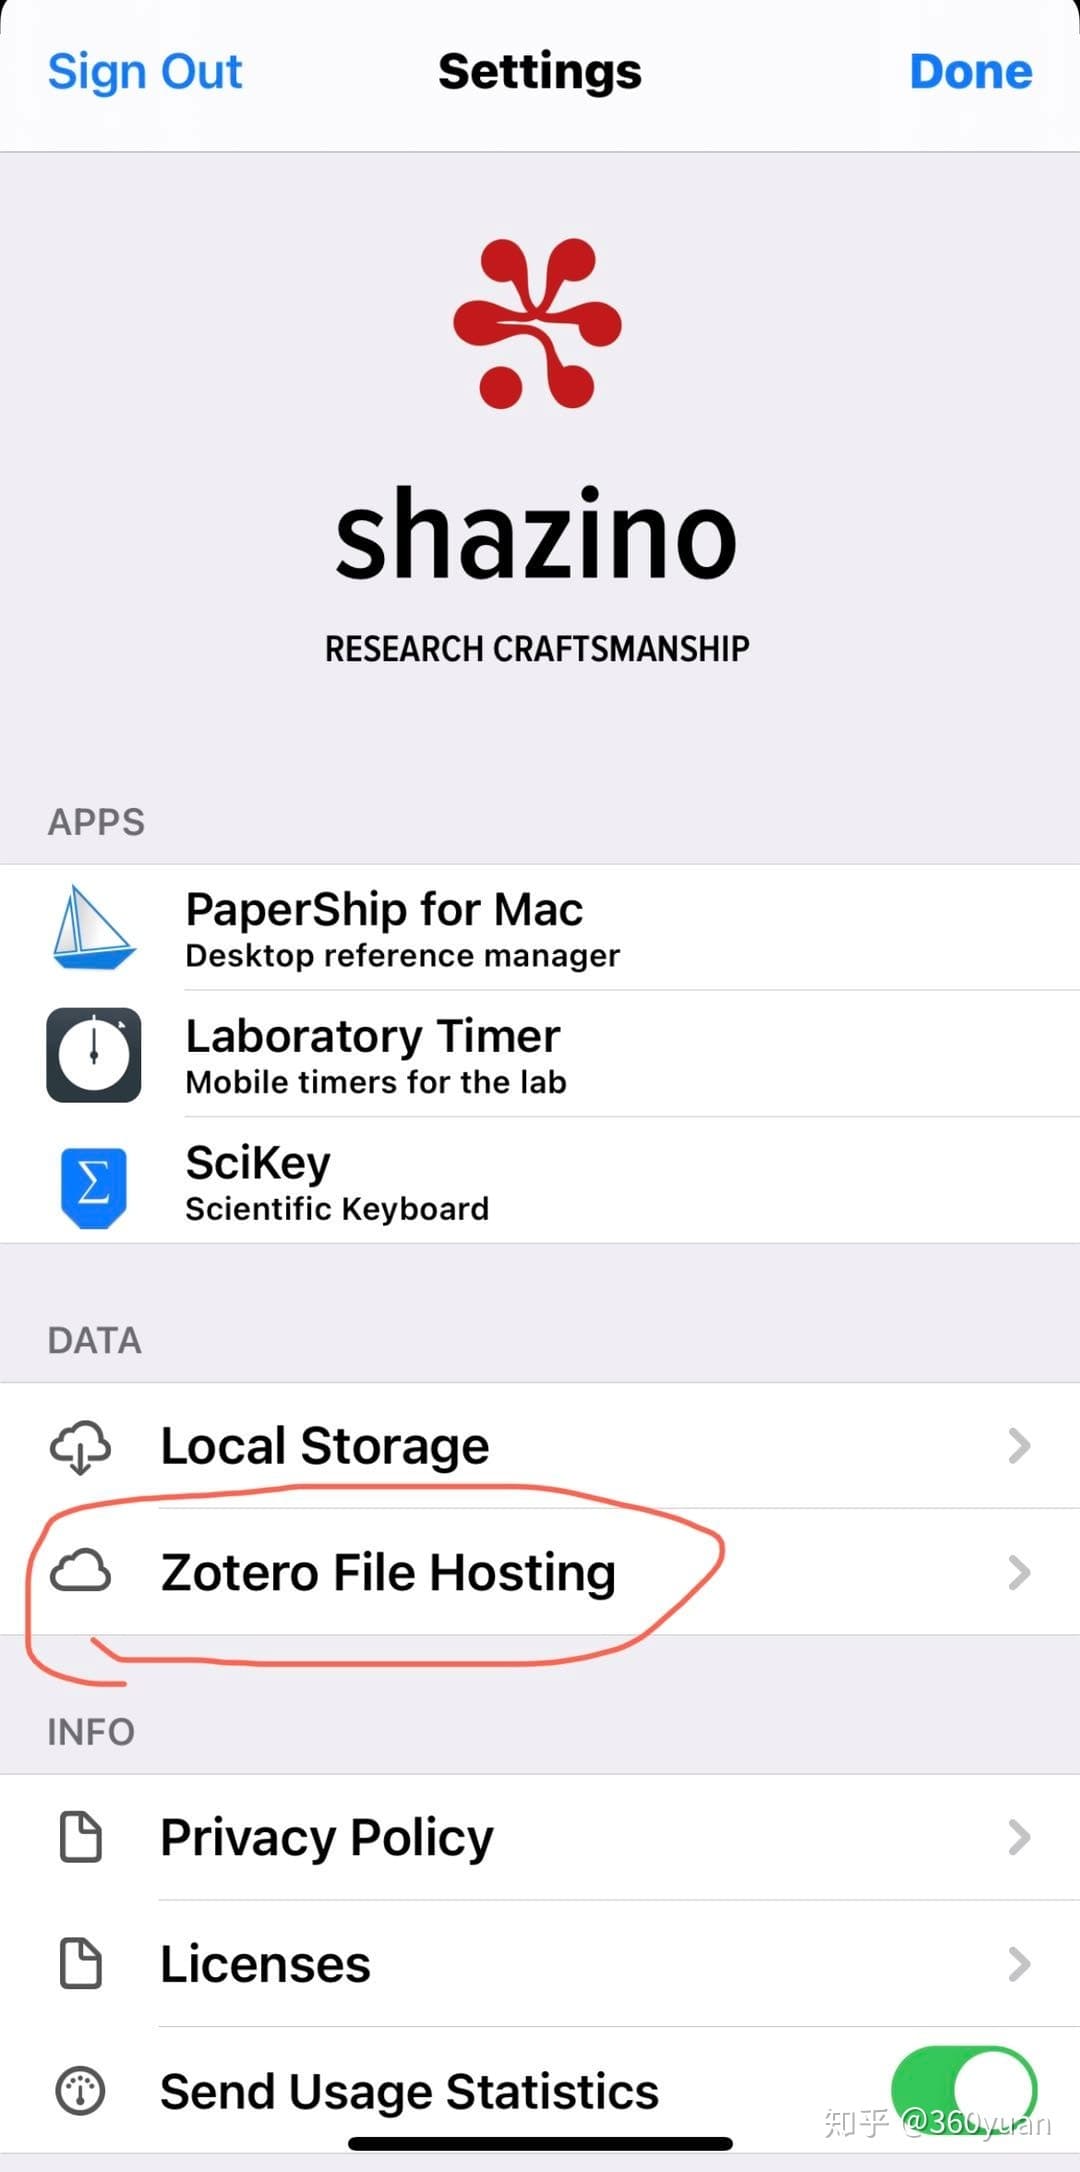 Sign Out Settings Done
shazino
RESEARCH CRAFTSMANSHIP
APPS
PaperShip for Mac
Desktop reference manager
Laboratory Timer
Mobile timers for the lab
Σ
SciKey
Scientific Keyboard
DATA
Local Storage
Zotero File Hosting
INFO
Privacy Policy
Licenses
Send Usage Statistics
知乎 @360yuan